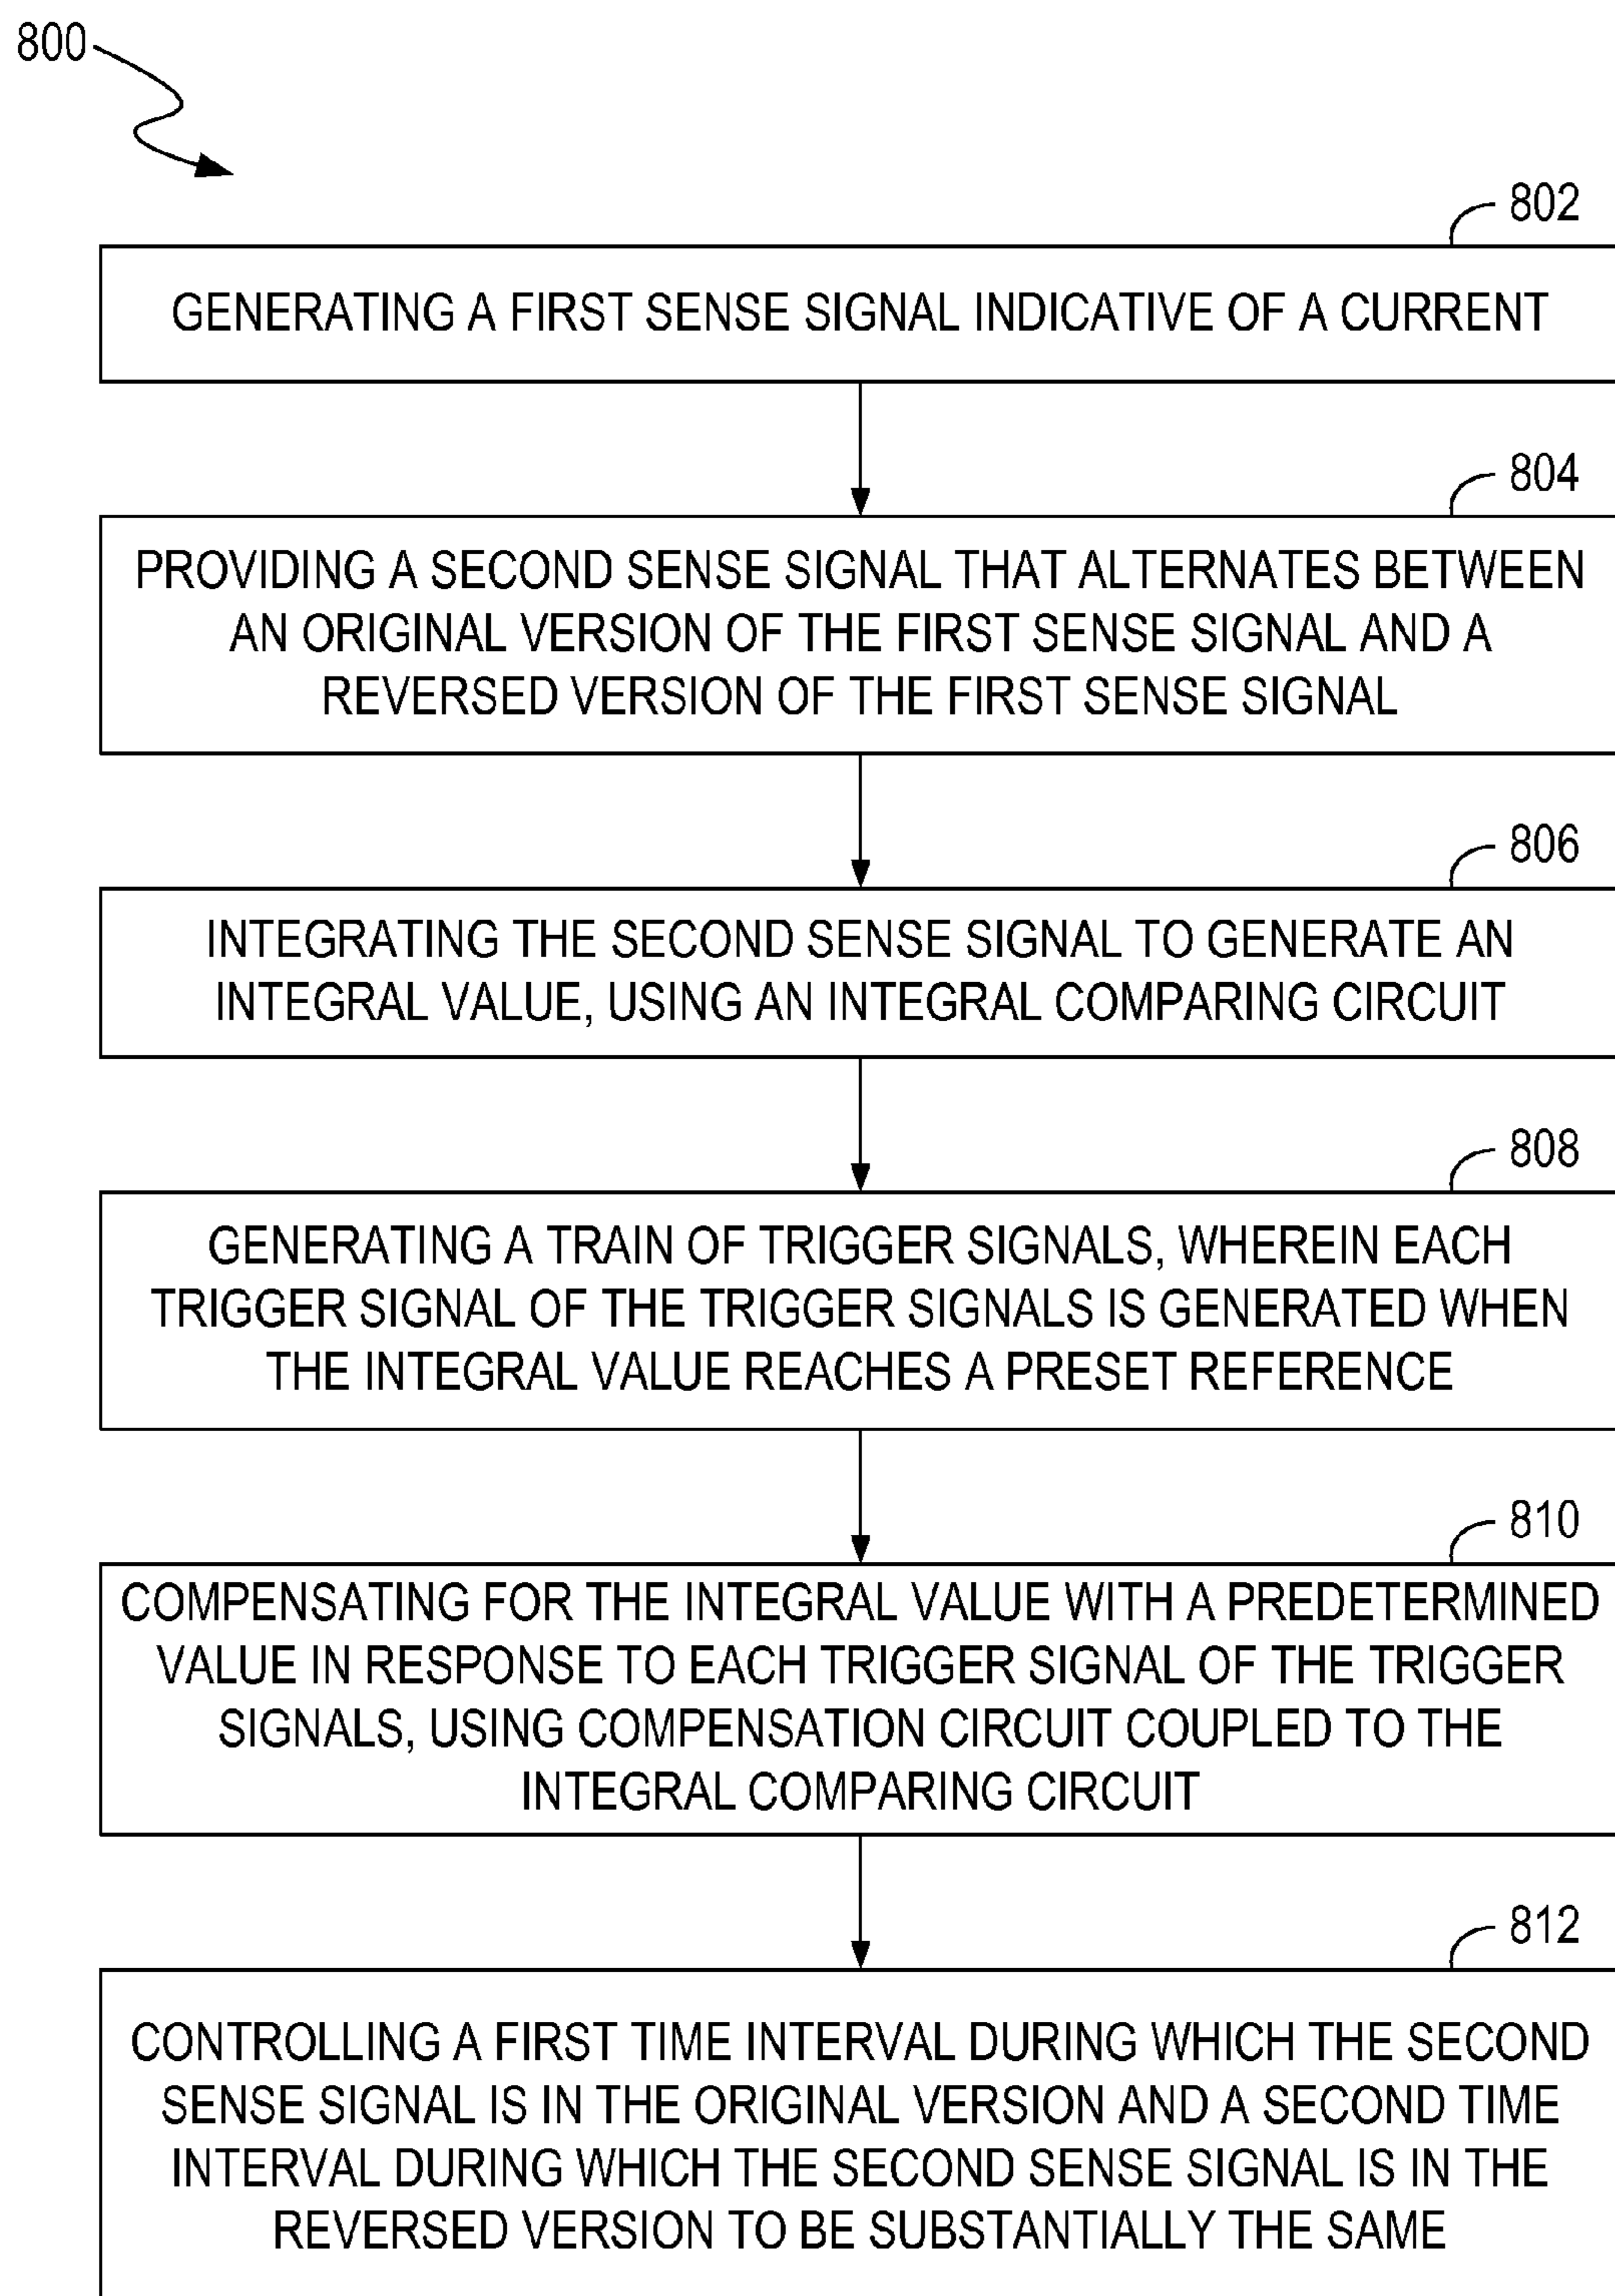 800
802
GENERATING A FIRST SENSE SIGNAL INDICATIVE OF A CURRENT
804
PROVIDING A SECOND SENSE SIGNAL THAT ALTERNATES BETWEEN
AN ORIGINAL VERSION OF THE FIRST SENSE SIGNAL AND A
REVERSED VERSION OF THE FIRST SENSE SIGNAL
806
INTEGRATING THE SECOND SENSE SIGNAL TO GENERATE AN
INTEGRAL VALUE, USING AN INTEGRAL COMPARING CIRCUIT
808
GENERATING A TRAIN OF TRIGGER SIGNALS, WHEREIN EACH
TRIGGER SIGNAL OF THE TRIGGER SIGNALS IS GENERATED WHEN
THE INTEGRAL VALUE REACHES A PRESET REFERENCE
810
COMPENSATING FOR THE INTEGRAL VALUE WITH A PREDETERMINED
VALUE IN RESPONSE TO EACH TRIGGER SIGNAL OF THE TRIGGER
SIGNALS, USING COMPENSATION CIRCUIT COUPLED TO THE
INTEGRAL COMPARING CIRCUIT
812
CONTROLLING A FIRST TIME INTERVAL DURING WHICH THE SECOND
SENSE SIGNAL IS IN THE ORIGINAL VERSION AND A SECOND TIME
INTERVAL DURING WHICH THE SECOND SENSE SIGNAL IS IN THE
REVERSED VERSION TO BE SUBSTANTIALLY THE SAME